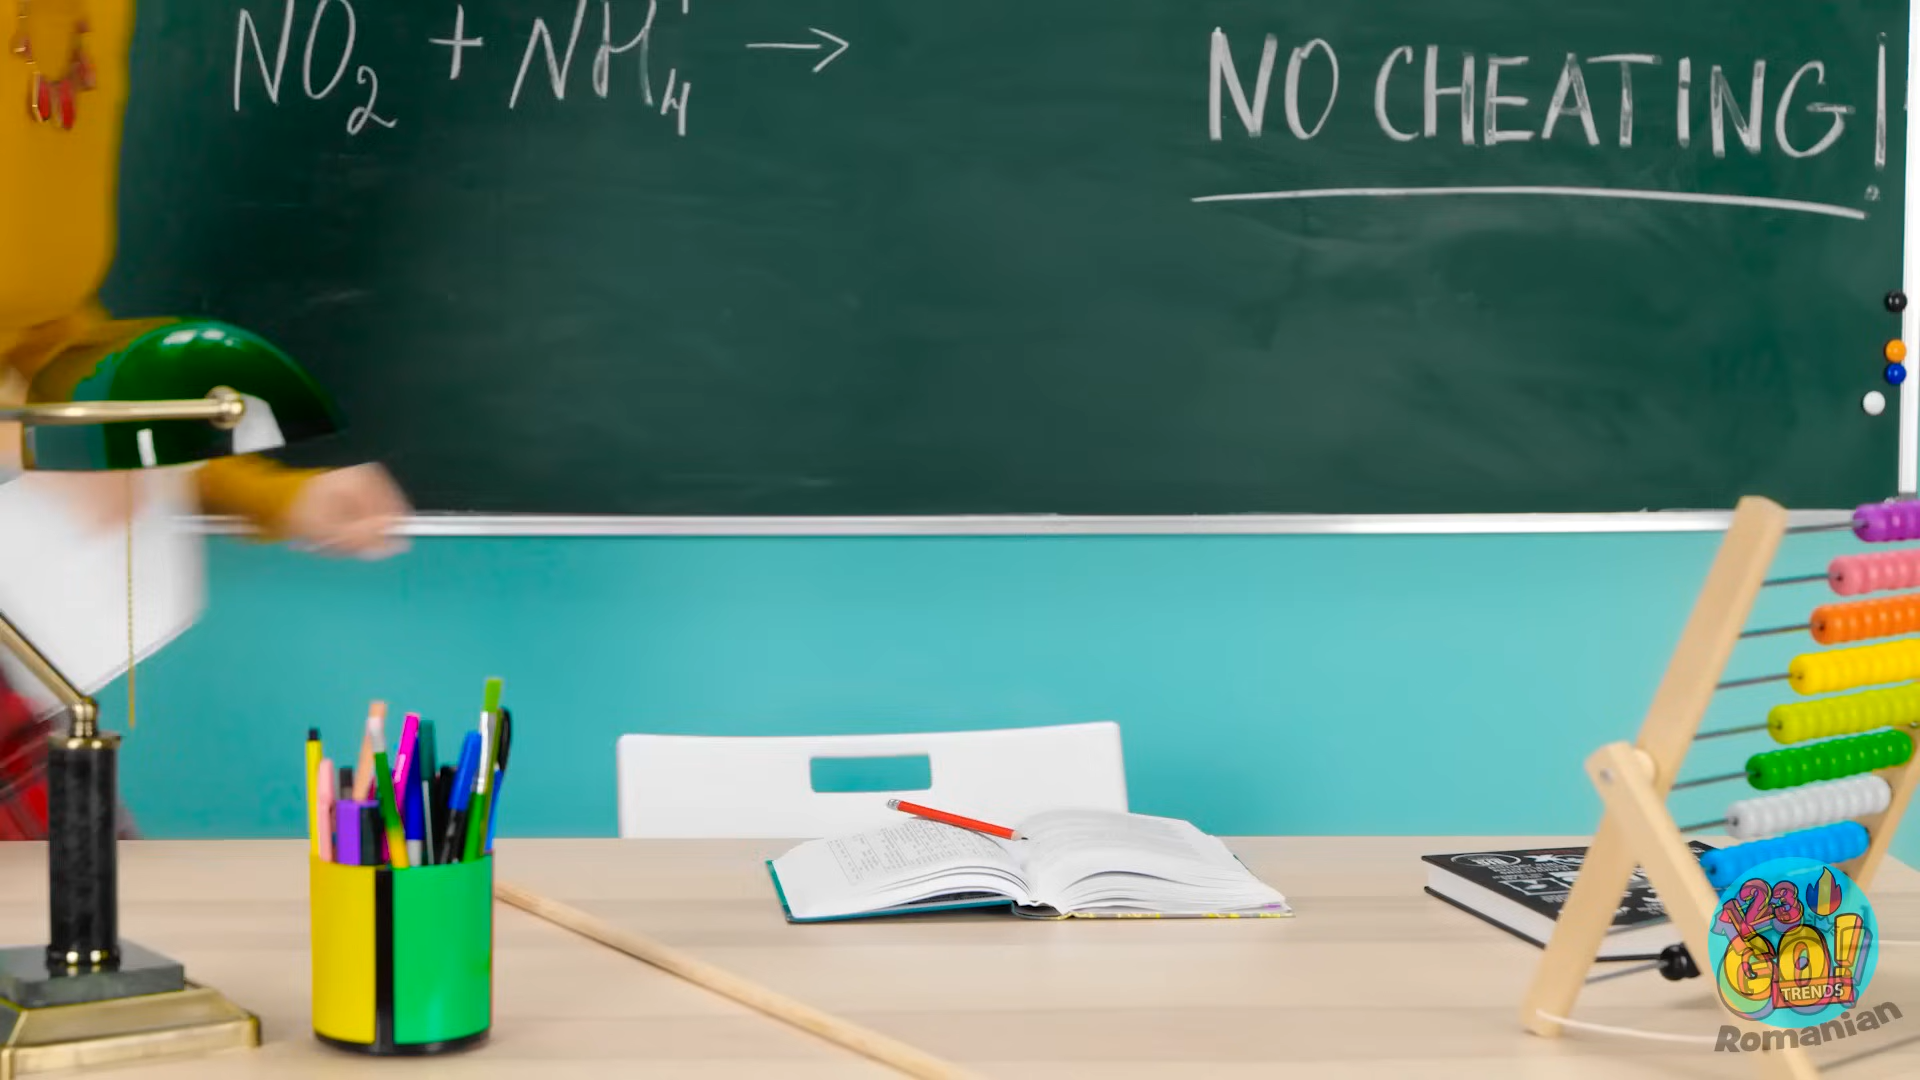 NO₂ + NH₄ →
NO CHEATING!
123
GO!
TRENDS
Romanian